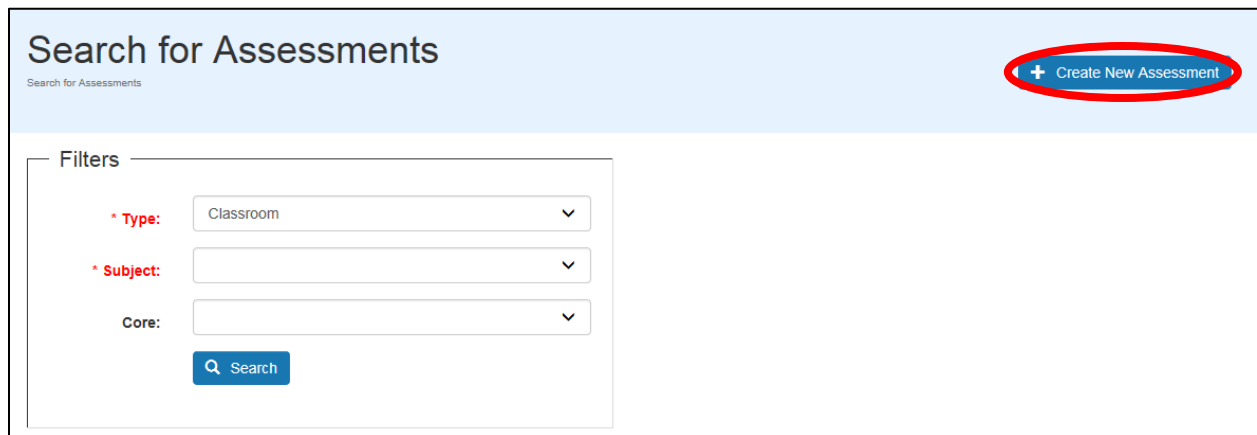 Search for Assessments
Search for Assessments
+ Create New Assessment
Filters
* Type:
Classroom
* Subject:
Core:
Search